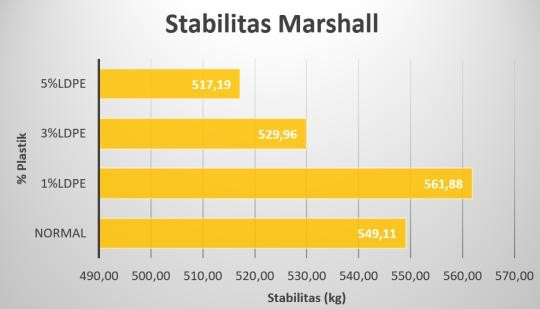 Stabilitas Marshall
% Plastik
5%LDPE
517,19
3%LDPE
529,96
1%LDPE
561,88
NORMAL
549,11
490,00 500,00 510,00 520,00 530,00 540,00 550,00 560,00 570,00
Stabilitas (kg)